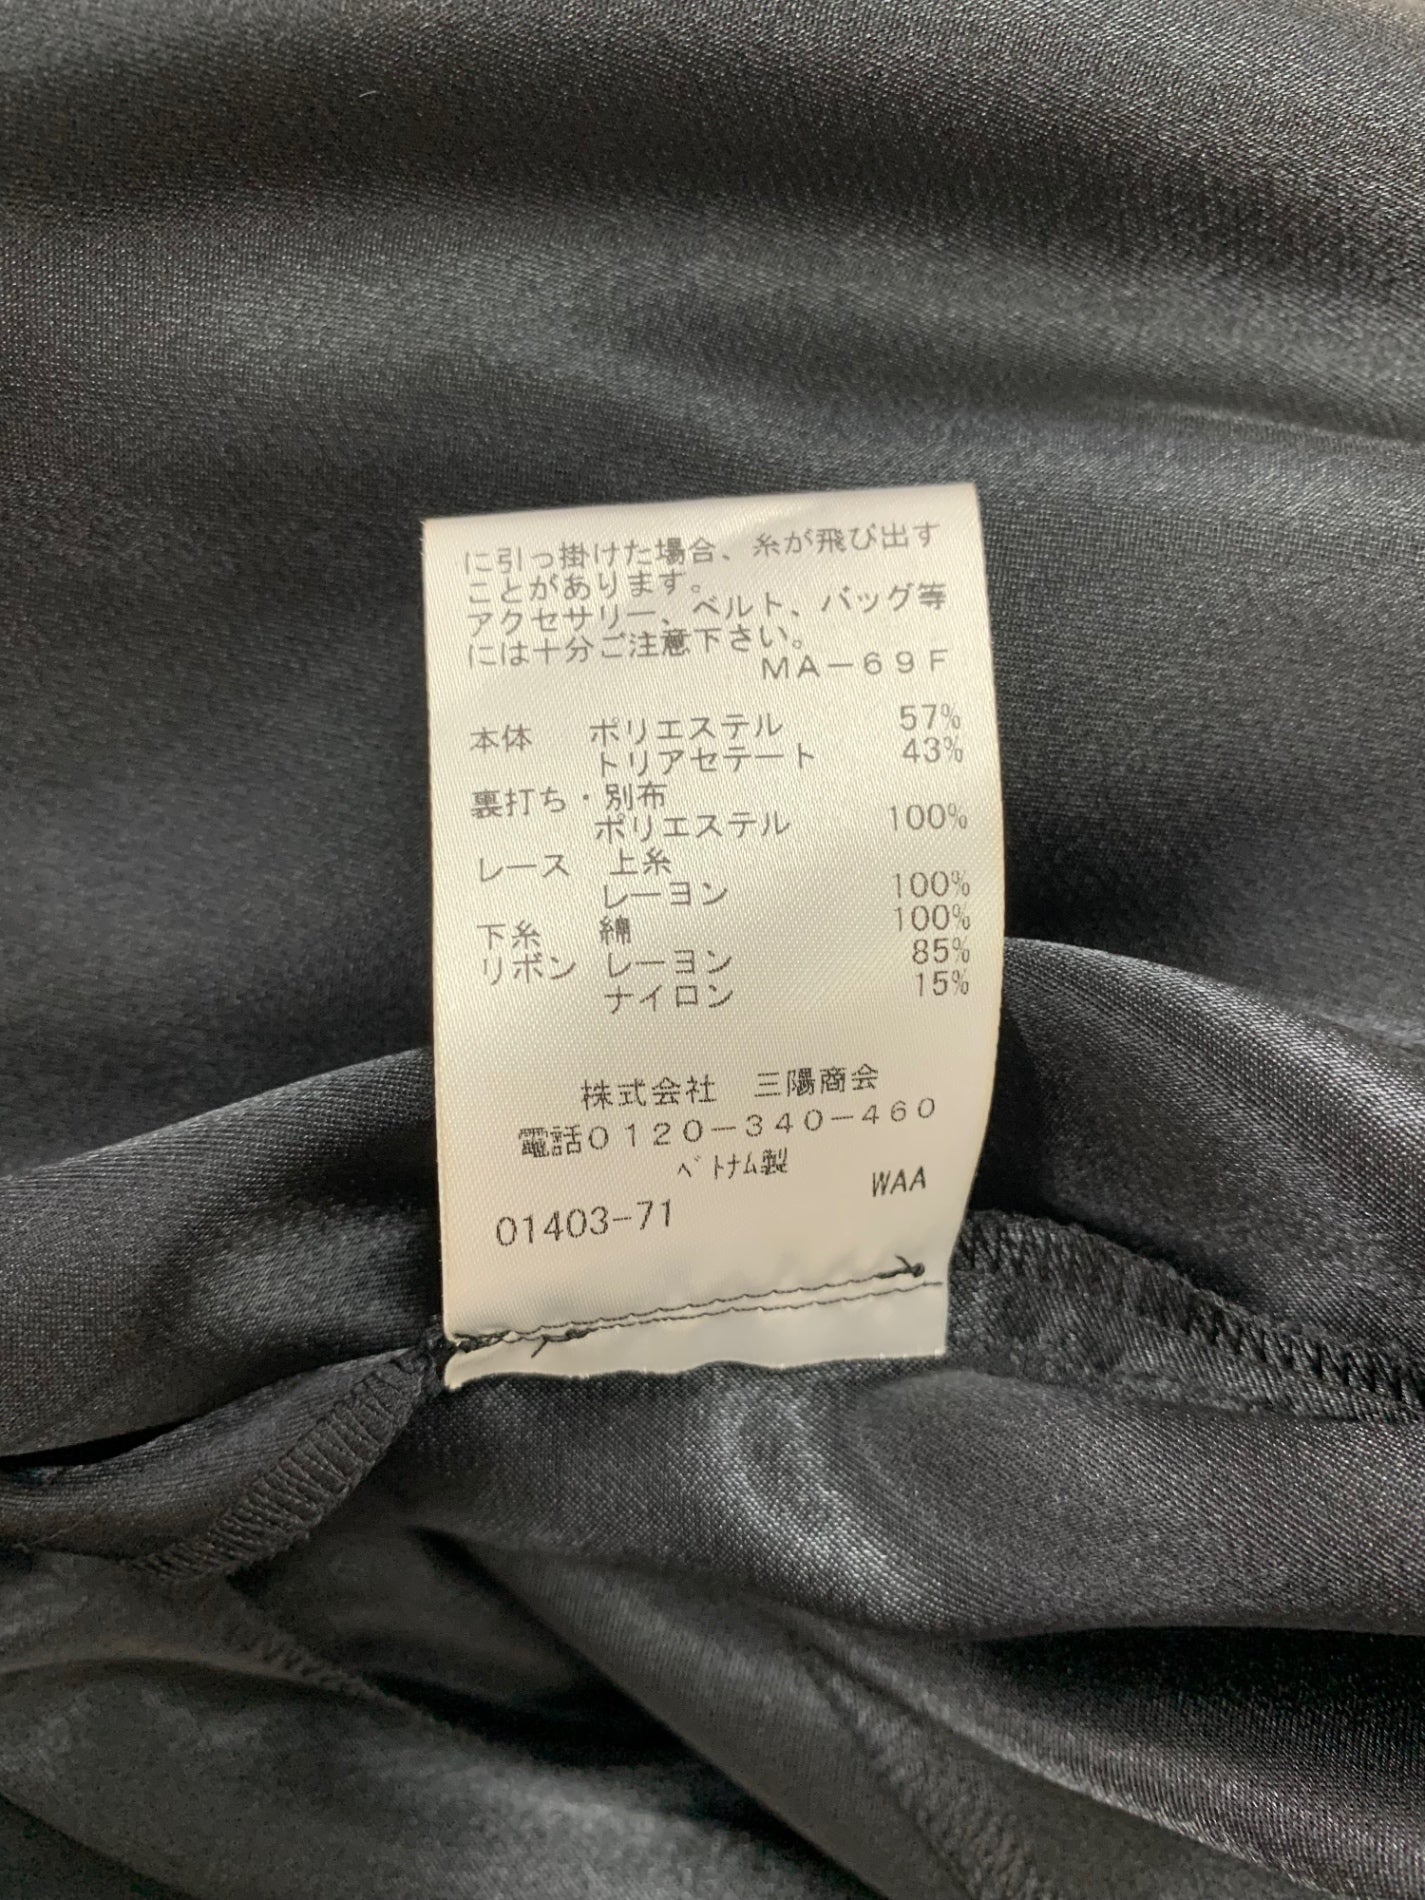 に引っ掛けた場合、糸が飛び出す
ことがあります。
アクセサリー、ベルト、バッグ等
には十分ご注意下さい。
MA-69F
本体 ポリエステル 57%
トリアセテート 43%
裏打ち・別布
ポリエステル 100%
レース 上糸
レーヨン 100%
下糸 綿 100%
リボン レーヨン 85%
ナイロン 15%
株式会社 三陽商会
電話0120-340-460
ベトナム製
WAA
01403-71